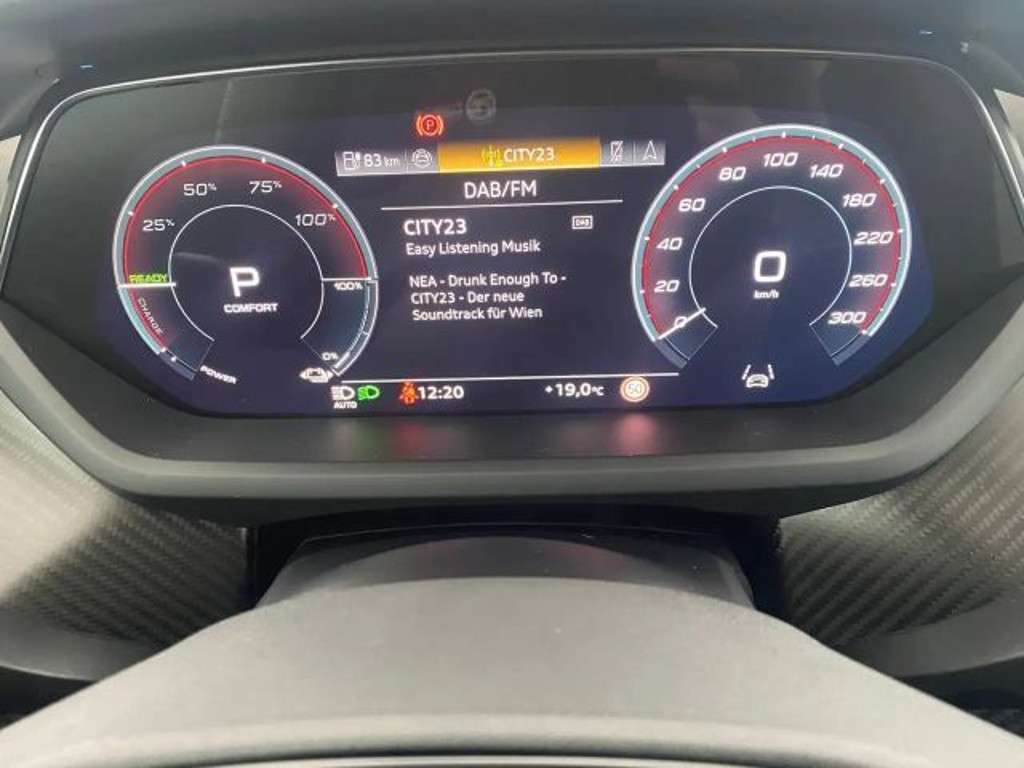 P
83 km
CITY23
DAB/FM
CITY23
DAB
Easy Listening Musik
NEA - Drunk Enough To -
CITY23 - Der neue
Soundtrack für Wien
25%
50%
75%
100%
READY
CHARGE
P
COMFORT
100%
0%
POWER
0
20
40
60
80
100
140
180
220
260
300
0
km/h
AUTO
12:20
+19,0°C
50